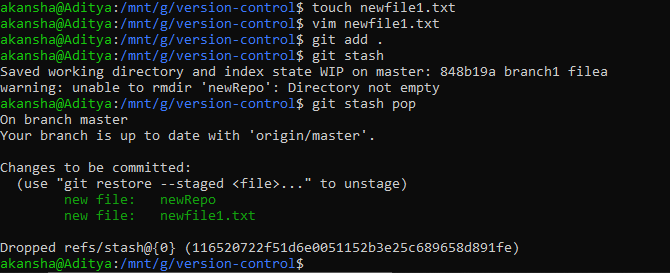 akansha@Aditya:/mnt/g/version-control$ touch newfile1.txt
akansha@Aditya:/mnt/g/version-control$ vim newfile1.txt
akansha@Aditya:/mnt/g/version-control$ git add .
akansha@Aditya:/mnt/g/version-control$ git stash
Saved working directory and index state WIP on master: 848b19a branch1 filea
warning: unable to rmdir 'newRepo': Directory not empty
akansha@Aditya:/mnt/g/version-control$ git stash pop
On branch master
Your branch is up to date with 'origin/master'.
Changes to be committed:
(use "git restore --staged <file>..." to unstage)
new file: newRepo
new file: newfile1.txt
Dropped refs/stash@{0} (116520722f51d6e0051152b3e25c689658d891fe)
akansha@Aditya:/mnt/g/version-control$